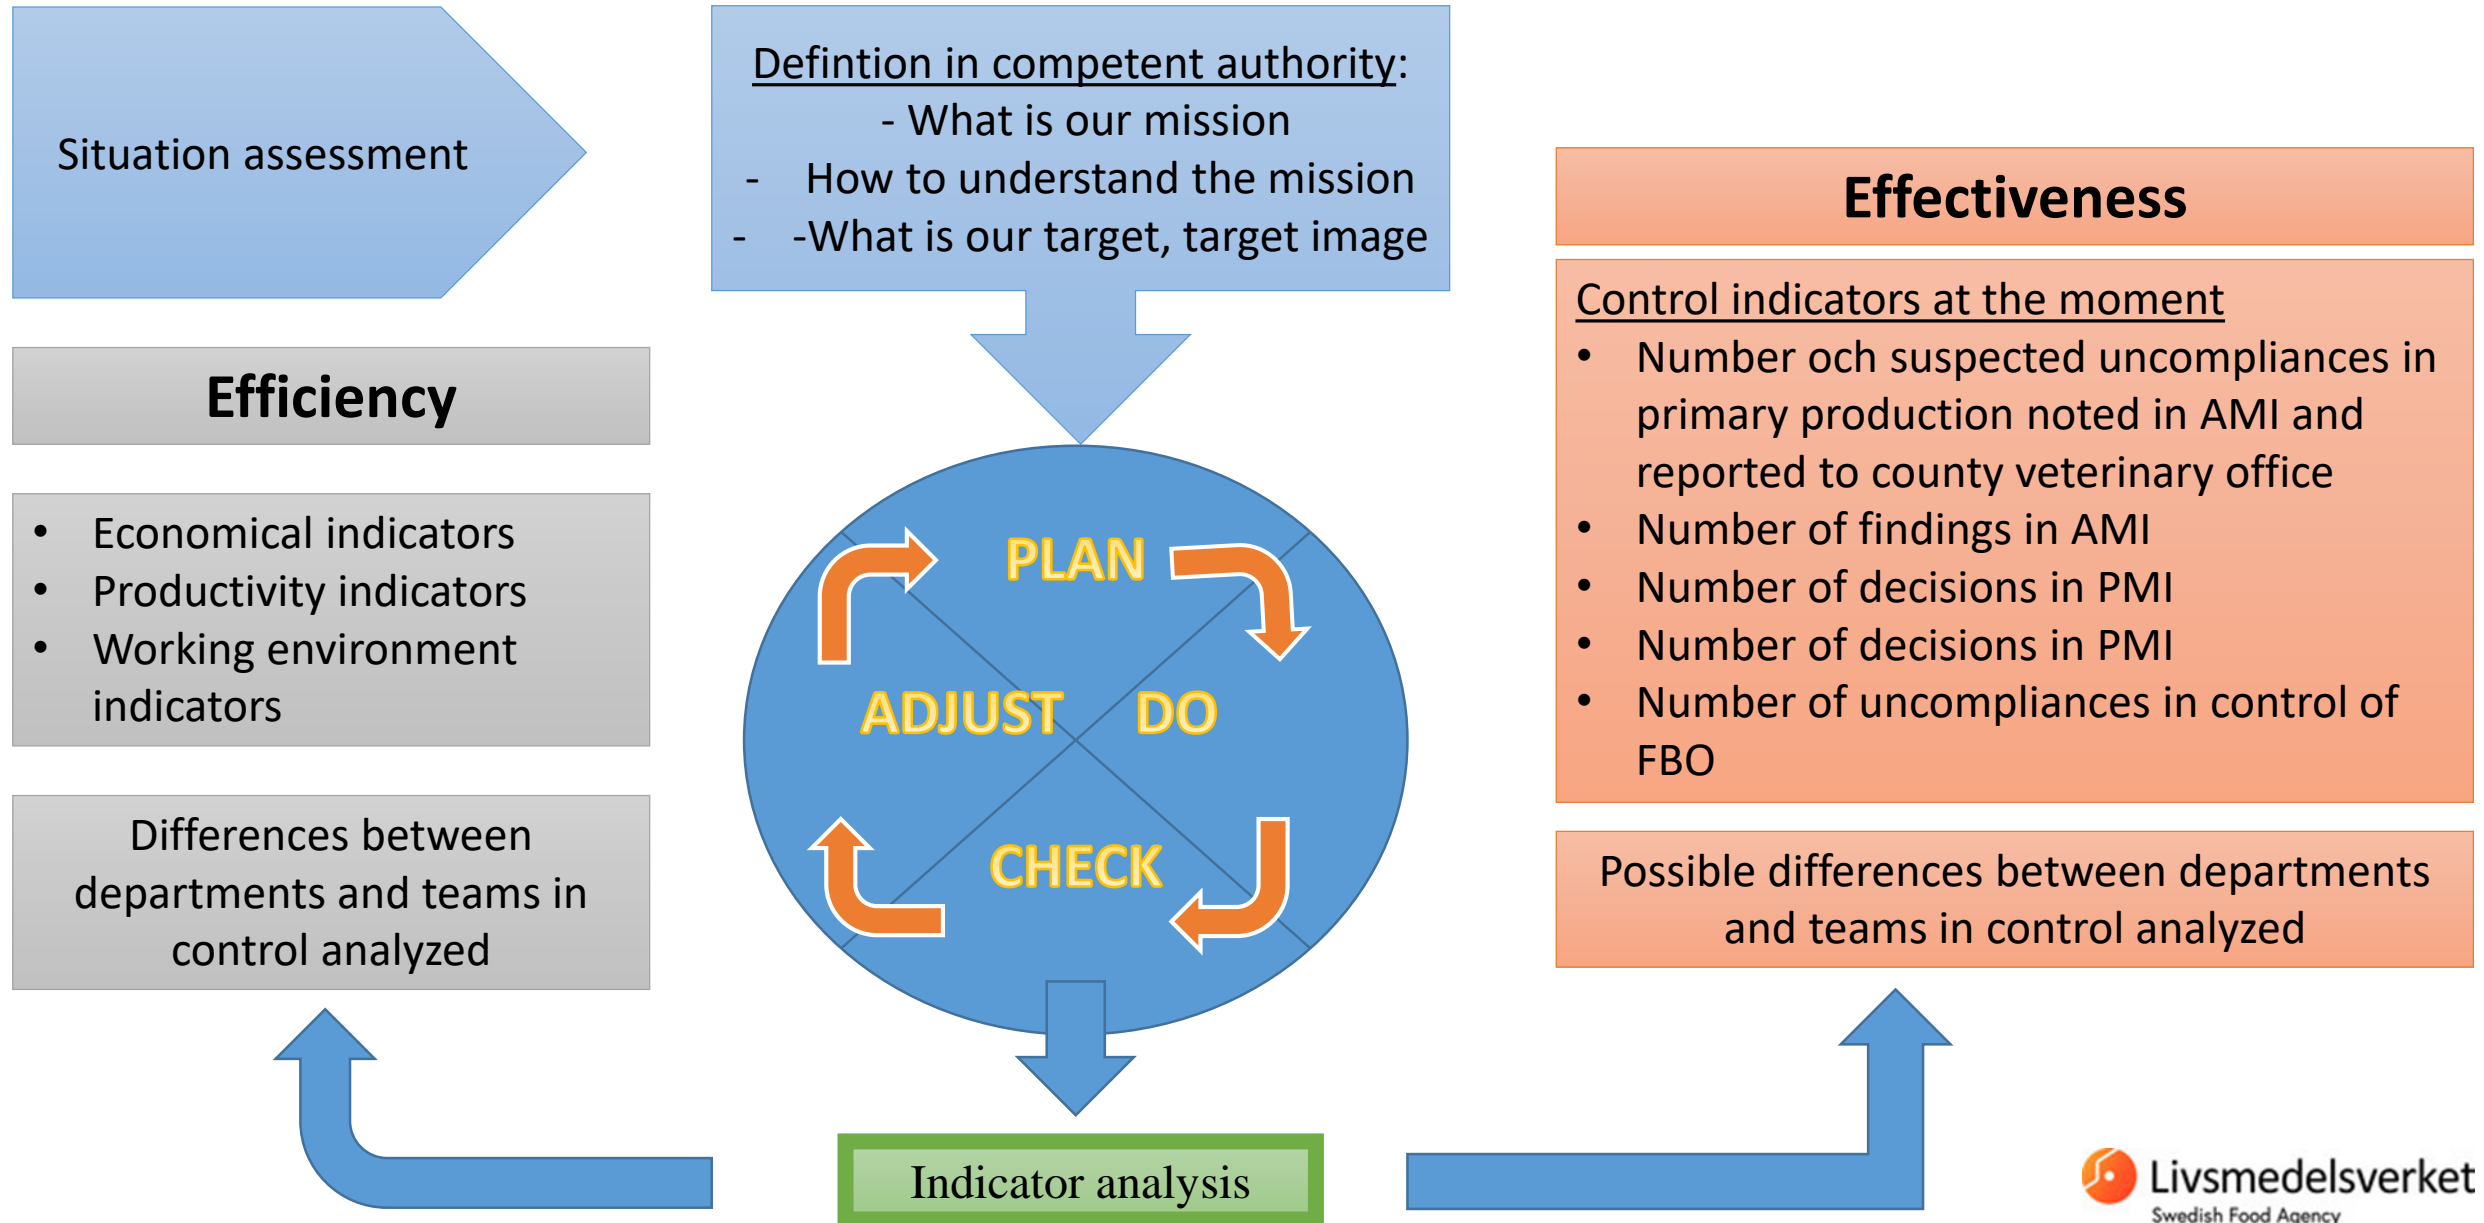 Situation assessment
Defintion in competent authority:
- What is our mission
- How to understand the mission
- -What is our target, target image
Efficiency
• Economical indicators
• Productivity indicators
• Working environment
indicators
Differences between
departments and teams in
control analyzed
PLAN
ADJUST
DO
CHECK
Indicator analysis
Effectiveness
Control indicators at the moment
• Number och suspected uncompliances in
primary production noted in AMI and
reported to county veterinary office
• Number of findings in AMI
• Number of decisions in PMI
• Number of decisions in PMI
• Number of uncompliances in control of
FBO
Possible differences between departments
and teams in control analyzed
Livsmedelsverket
Swedish Food Agency